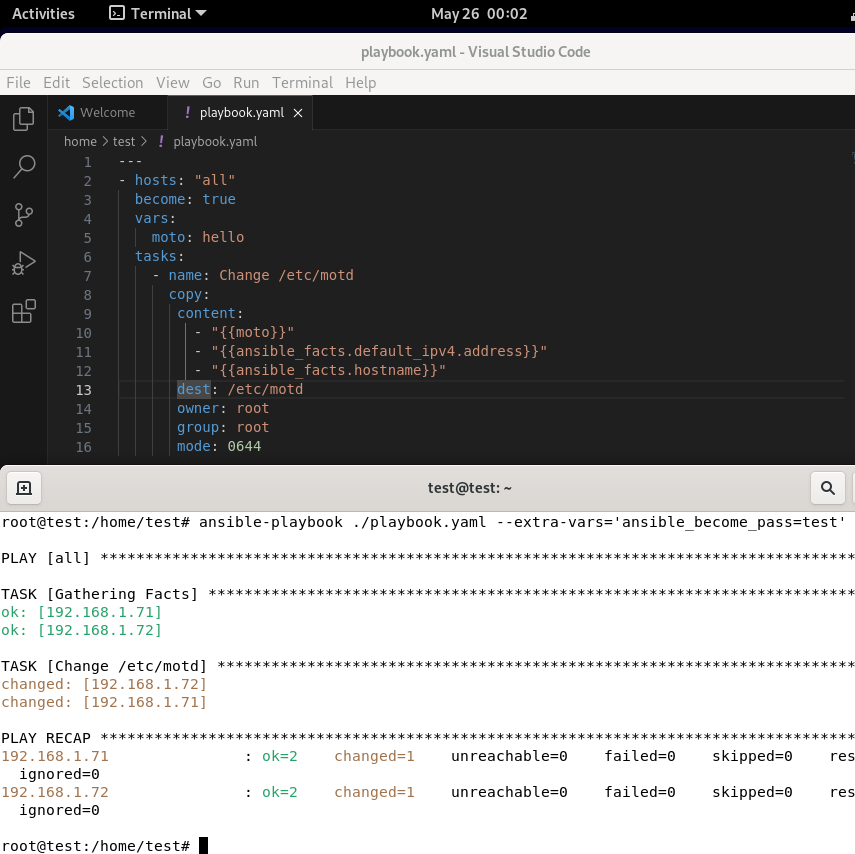 Activities Terminal May 26 00:02
playbook.yaml - Visual Studio Code
File Edit Selection View Go Run Terminal Help
Welcome ! playbook.yaml ×
home > test > ! playbook.yaml
1 ---
2 - hosts: "all"
3 become: true
4 vars:
5 moto: hello
6 tasks:
7 - name: Change /etc/motd
8 copy:
9 content:
10 - "{{moto}}"
11 - "{{ansible_facts.default_ipv4.address}}"
12 - "{{ansible_facts.hostname}}"
13 dest: /etc/motd
14 owner: root
15 group: root
16 mode: 0644
test@test: ~
root@test:/home/test# ansible-playbook ./playbook.yaml --extra-vars='ansible_become_pass=test'
PLAY [all] ************************************************************************************
TASK [Gathering Facts] ************************************************************************
ok: [192.168.1.71]
ok: [192.168.1.72]
TASK [Change /etc/motd] ***********************************************************************
changed: [192.168.1.72]
changed: [192.168.1.71]
PLAY RECAP ************************************************************************************
192.168.1.71 : ok=2 changed=1 unreachable=0 failed=0 skipped=0 res
ignored=0
192.168.1.72 : ok=2 changed=1 unreachable=0 failed=0 skipped=0 res
ignored=0
root@test:/home/test#